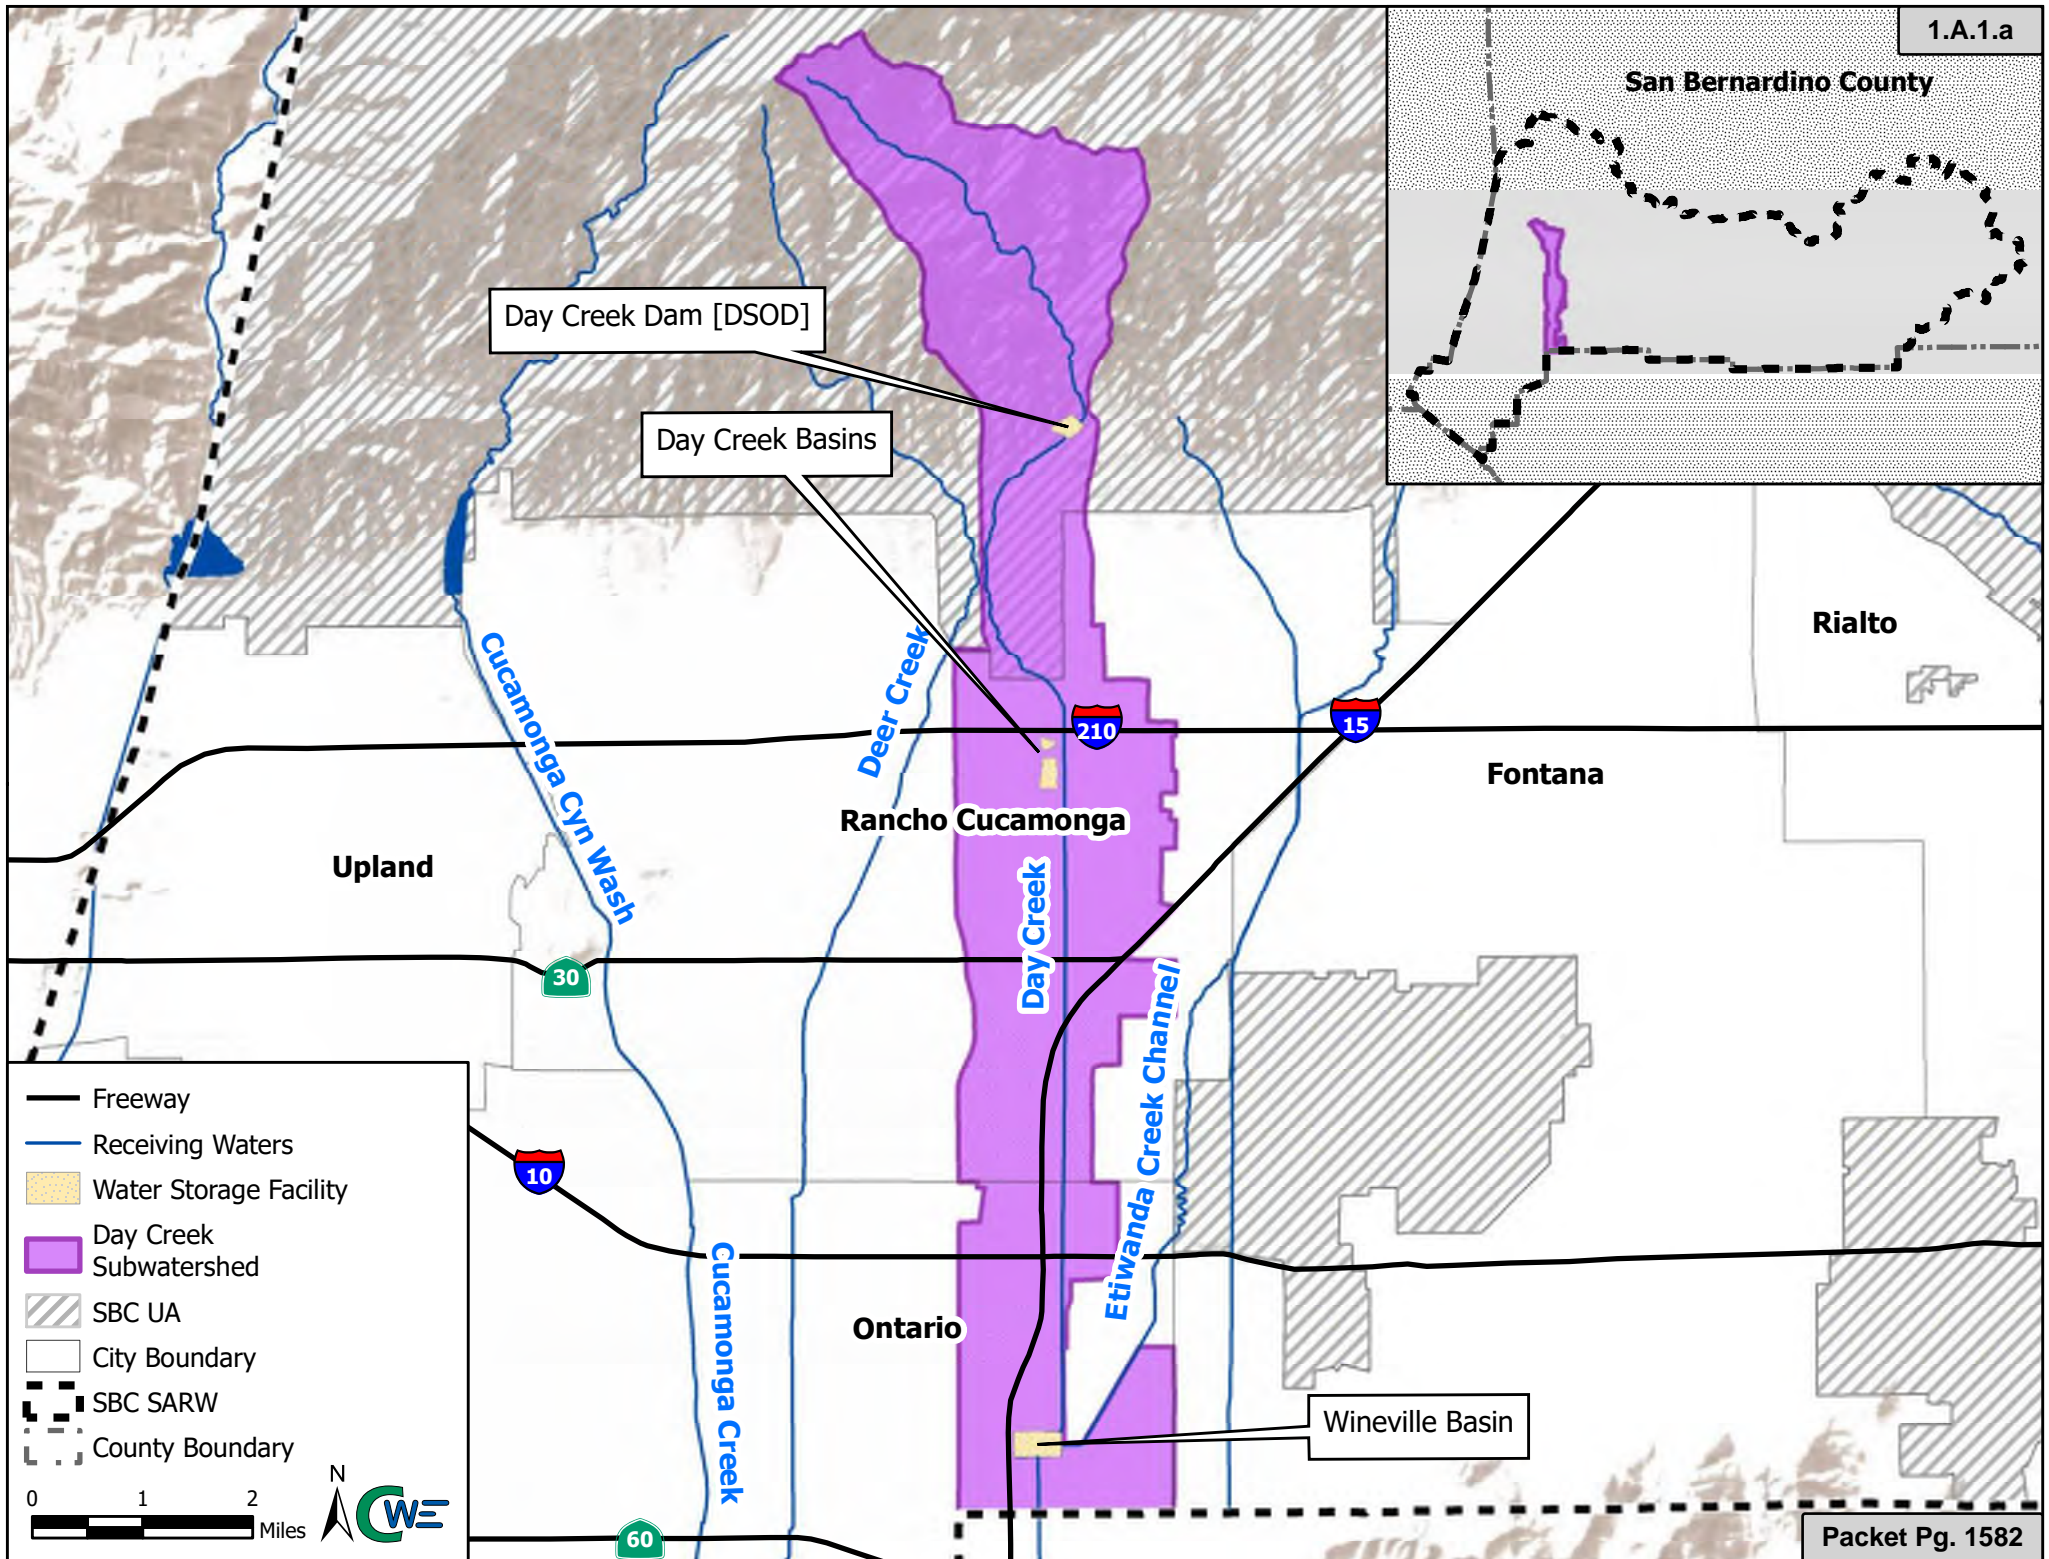 1.A.1.a
San Bernardino County
Day Creek Dam [DSOD]
Day Creek Basins
Rialto
Cucamonga Cyn Wash
Deer Creek
210
15
Fontana
Rancho Cucamonga
Upland
Day Creek
30
Etiwanda Creek Channel
10
Cucamonga Creek
Ontario
Wineville Basin
60
Freeway
Receiving Waters
Water Storage Facility
Day Creek
Subwatershed
SBC UA
City Boundary
SBC SARW
County Boundary
0 1 2
Miles
N
CWE
Packet Pg. 1582